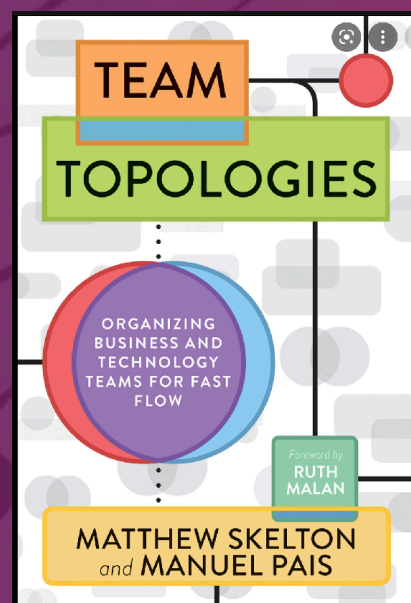 TEAM
TOPOLOGIES
ORGANIZING
BUSINESS AND
TECHNOLOGY
TEAMS FOR FAST
FLOW
Foreword by
RUTH
MALAN
MATTHEW SKELTON
and MANUEL PAIS